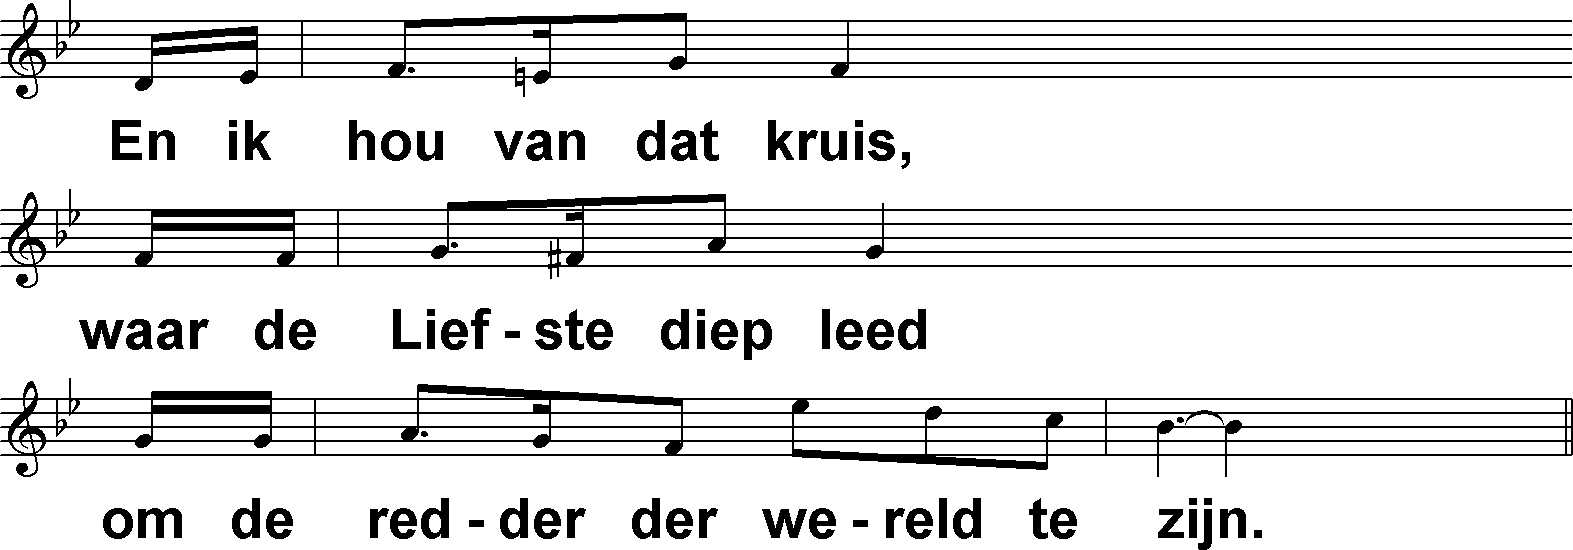 En ik hou van dat kruis,
waar de Lief - ste diep leed
om de red - der der we - reld te zijn.